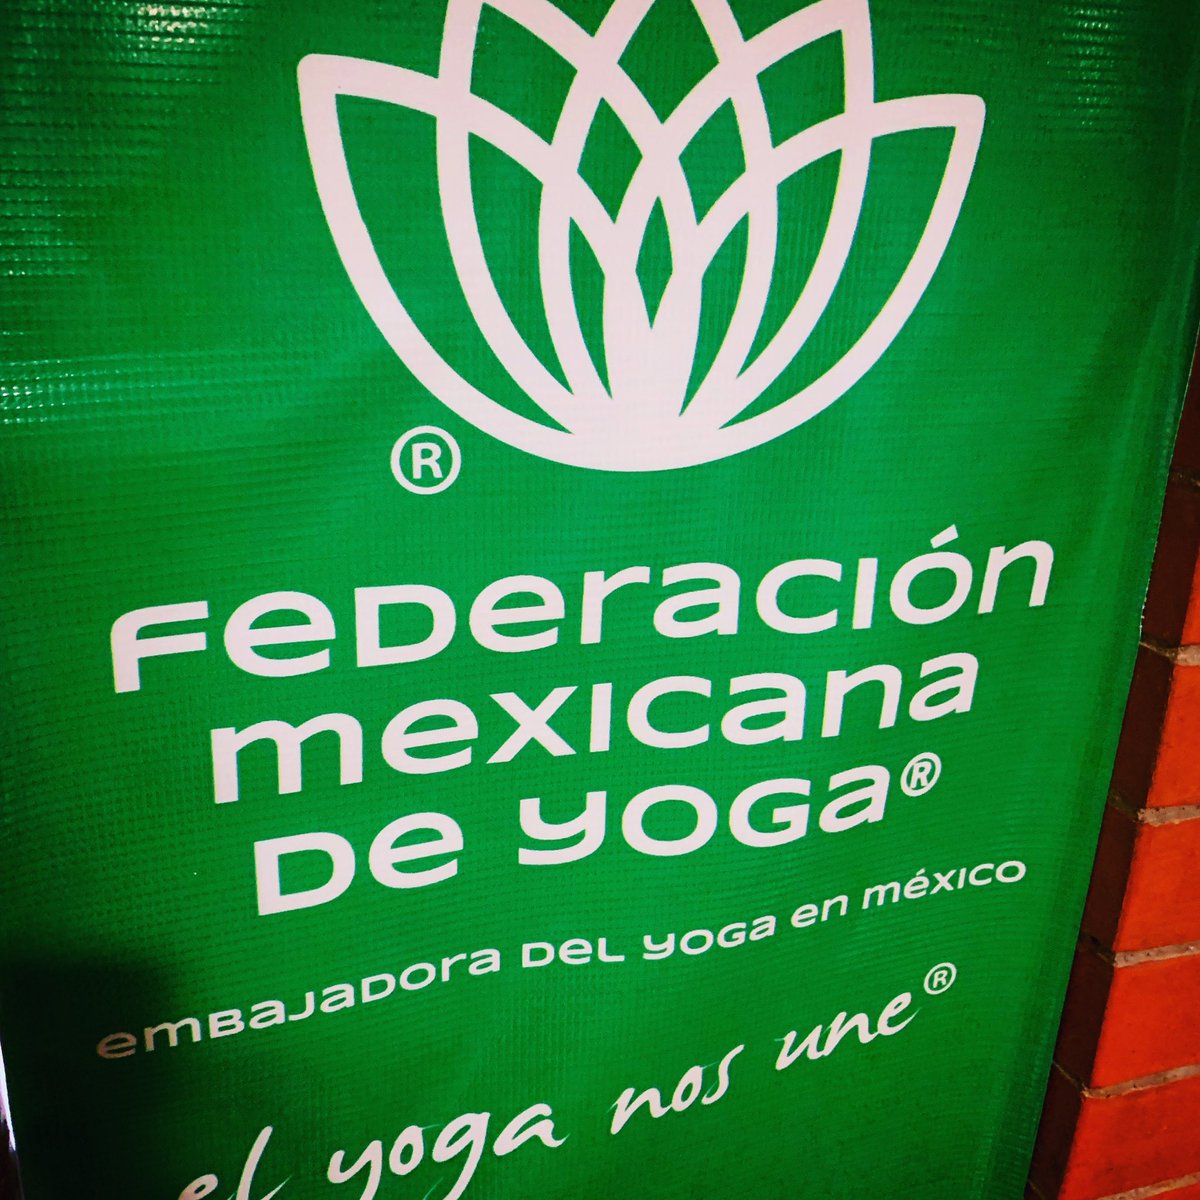 ®
Federación
mexicana
de yoga®
embajadora del yoga en méxico
el yoga nos une®